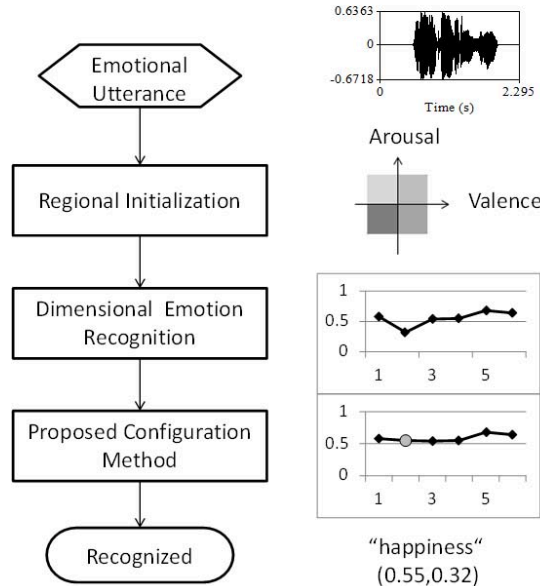 Emotional
Utterance
0.6363
0
-0.6718
0
2.295
Time (s)
Regional Initialization
Arousal
Valence
Dimensional Emotion
Recognition
1
0.5
0
1
3
5
Proposed Configuration
Method
1
0.5
0
1
3
5
Recognized
“happiness“
(0.55,0.32)